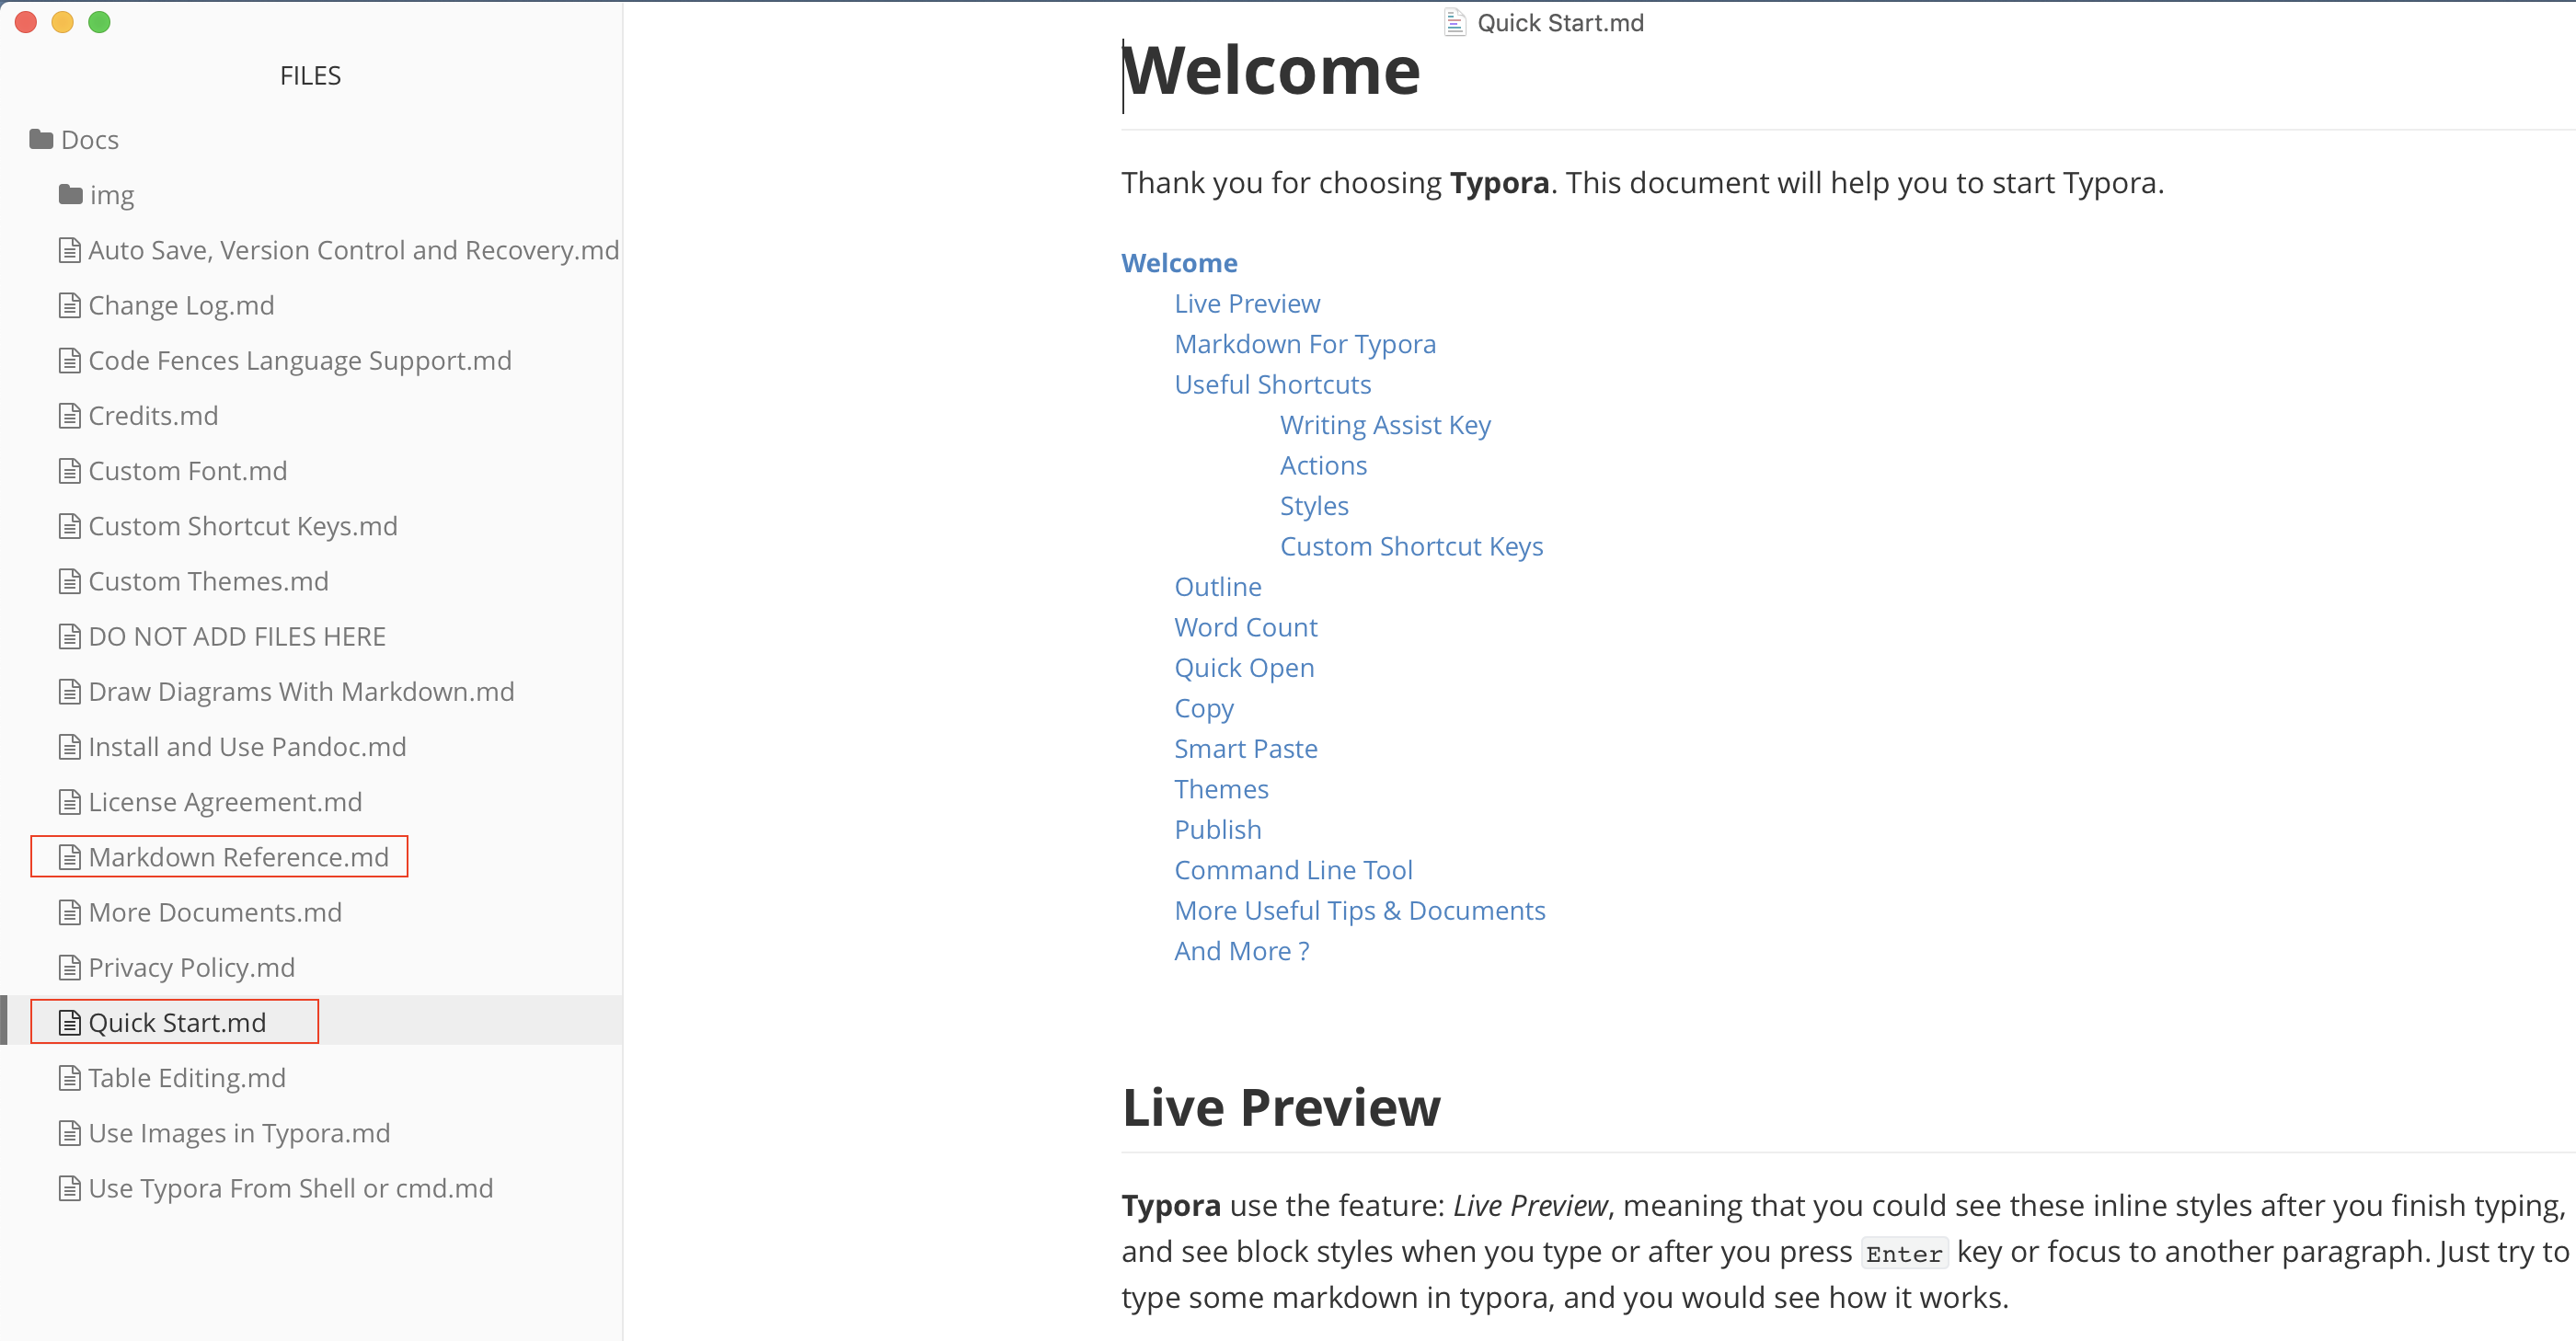 FILES
Docs
img
Auto Save, Version Control and Recovery.md
Change Log.md
Code Fences Language Support.md
Credits.md
Custom Font.md
Custom Shortcut Keys.md
Custom Themes.md
DO NOT ADD FILES HERE
Draw Diagrams With Markdown.md
Install and Use Pandoc.md
License Agreement.md
Markdown Reference.md
More Documents.md
Privacy Policy.md
Quick Start.md
Table Editing.md
Use Images in Typora.md
Use Typora From Shell or cmd.md
Quick Start.md
Welcome
Thank you for choosing Typora. This document will help you to start Typora.
Welcome
Live Preview
Markdown For Typora
Useful Shortcuts
Writing Assist Key
Actions
Styles
Custom Shortcut Keys
Outline
Word Count
Quick Open
Copy
Smart Paste
Themes
Publish
Command Line Tool
More Useful Tips & Documents
And More ?
Live Preview
Typora use the feature: Live Preview, meaning that you could see these inline styles after you finish typing,
and see block styles when you type or after you press Enter key or focus to another paragraph. Just try to
type some markdown in typora, and you would see how it works.